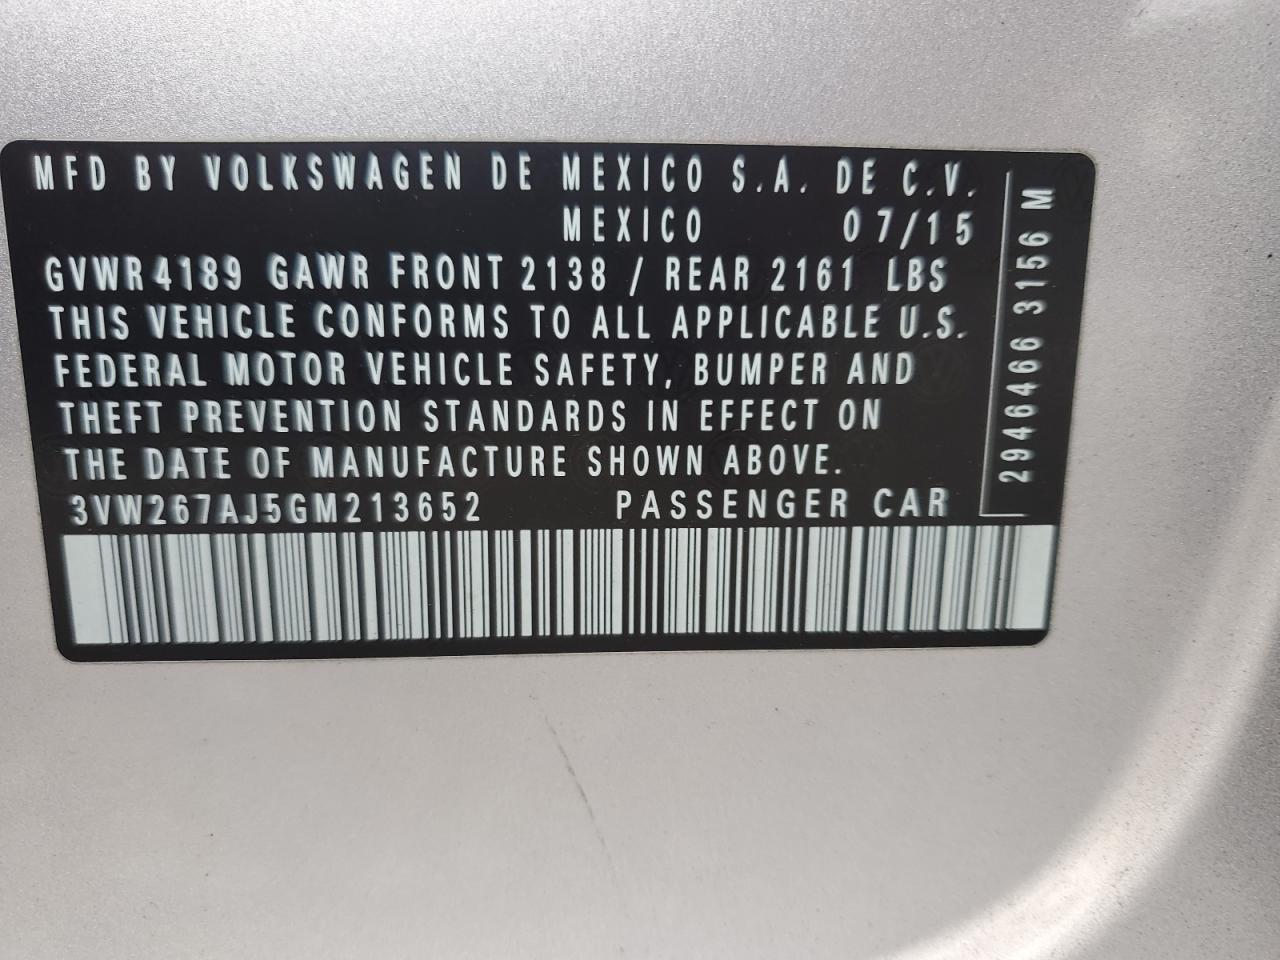 MFD BY VOLKSWAGEN DE MEXICO S.A. DE C.V.
MEXICO 07/15
GVWR4189 GAWR FRONT 2138 / REAR 2161 LBS
THIS VEHICLE CONFORMS TO ALL APPLICABLE U.S.
FEDERAL MOTOR VEHICLE SAFETY, BUMPER AND
THEFT PREVENTION STANDARDS IN EFFECT ON
THE DATE OF MANUFACTURE SHOWN ABOVE.
3VW267AJ5GM213652 PASSENGER CAR
2946466 3156 M